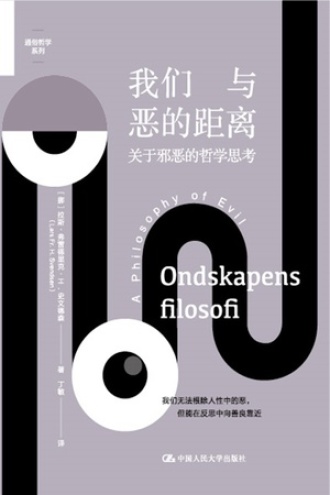 通俗哲学
系列
我们 与
恶的距离
关于邪恶的哲学思考
A Philosophy of Evil
Ondskapens
filosofi
[挪]拉斯·弗雷德里克·H.史文德森
(Lars Fr. H. Svendsen)
著
丁敏
译
我们无法根除人性中的恶,
但能在反思中向善良靠近
中国人民大学出版社